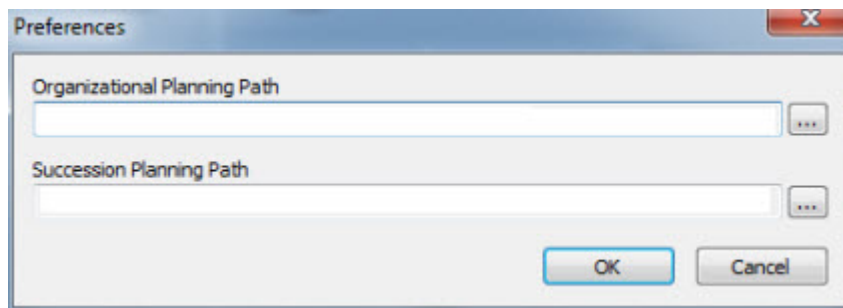 Preferences
Organizational Planning Path
...
Succession Planning Path
...
OK Cancel